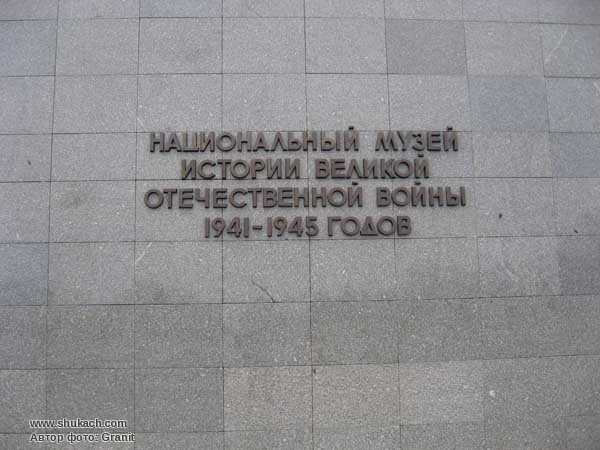 НАЦИОНАЛЬНЫЙ МУЗЕЙ
ИСТОРИИ ВЕЛИКОЙ
ОТЕЧЕСТВЕННОЙ ВОЙНЫ
1941-1945 ГОДОВ
www.shukach.com
Автор фото: Granit